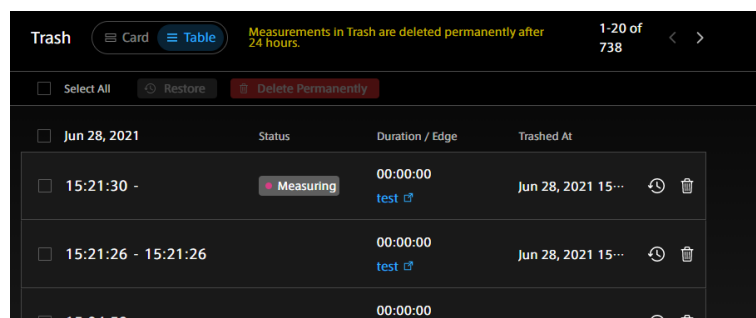 Trash
Card
Table
Measurements in Trash are deleted permanently after
24 hours.
1-20 of
738
Select All
Restore
Delete Permanently
Jun 28, 2021
Status
Duration / Edge
Trashed At
15:21:30 -
Measuring
00:00:00
test
Jun 28, 2021 15···
15:21:26 - 15:21:26
00:00:00
test
Jun 28, 2021 15···
00:00:00